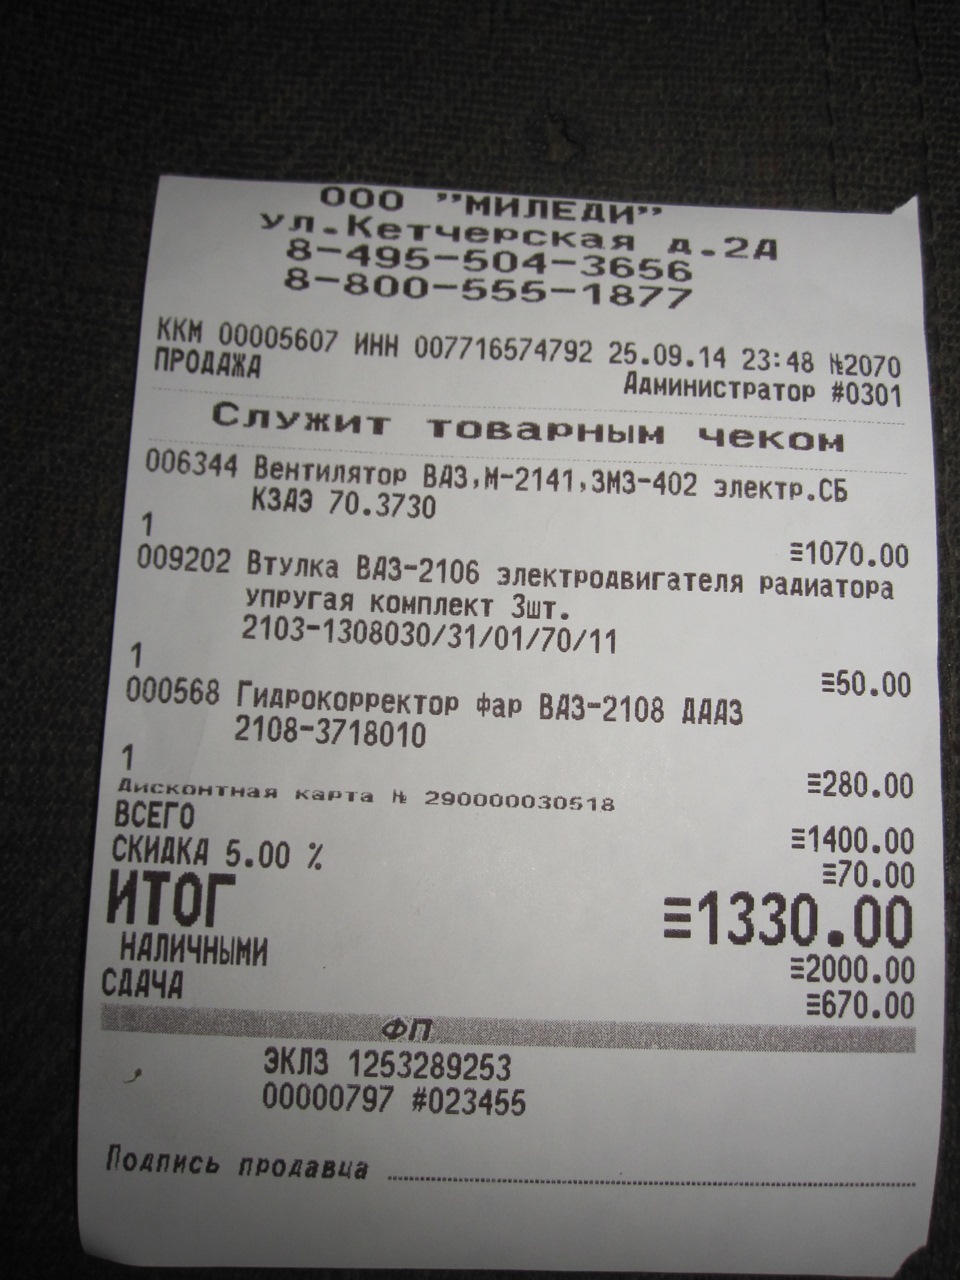 ООО "МИЛЕДИ"
ул.Кетчерская д.2А
8-495-504-3656
8-800-555-1877
ККМ 00005607 ИНН 007716574792 25.09.14 23:48 №2070
ПРОДАЖА Администратор #0301
Служит товарным чеком
006344 Вентилятор ВАЗ,М-2141,ЗМЗ-402 электр.СБ
КЗАЭ 70.3730
1 ≡1070.00
009202 Втулка ВАЗ-2106 электродвигателя радиатора
упругая комплект 3шт.
2103-1308030/31/01/70/11
1 ≡50.00
000568 Гидрокорректор фар ВАЗ-2108 ДААЗ
2108-3718010
1 ≡280.00
Дисконтная карта № 290000030518
ВСЕГО ≡1400.00
СКИДКА 5.00 % ≡70.00
ИТОГ ≡1330.00
НАЛИЧНЫМИ ≡2000.00
СДАЧА ≡670.00
ФП
ЭКЛЗ 1253289253
00000797 #023455
Подпись продавца